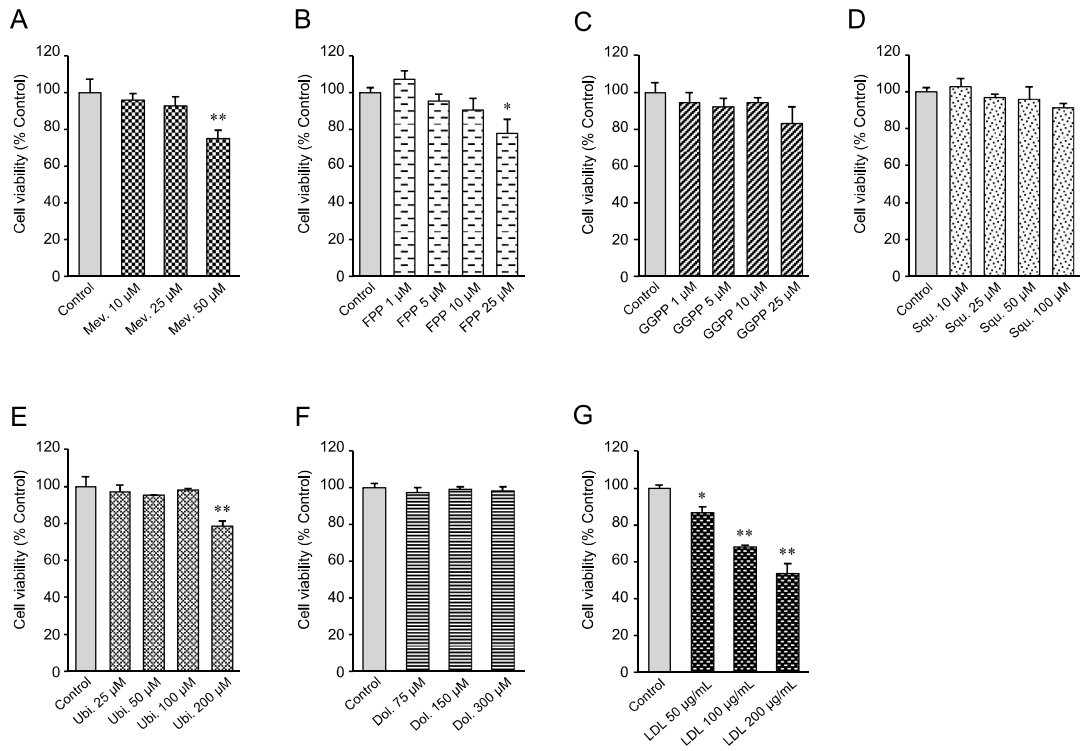 A
Cell viability (% Control)
120
100
80
60
40
20
0
**
Control
Mev. 10 μM
Mev. 25 μM
Mev. 50 μM
B
Cell viability (% Control)
120
100
80
60
40
20
0
*
Control
FPP 1 μM
FPP 5 μM
FPP 10 μM
FPP 25 μM
C
Cell viability (% Control)
120
100
80
60
40
20
0
Control
GGPP 1 μM
GGPP 5 μM
GGPP 10 μM
GGPP 25 μM
D
Cell viability (% Control)
120
100
80
60
40
20
0
Control
Squ. 10 μM
Squ. 25 μM
Squ. 50 μM
Squ. 100 μM
E
Cell viability (% Control)
120
100
80
60
40
20
0
**
Control
Ubi. 25 μM
Ubi. 50 μM
Ubi. 100 μM
Ubi. 200 μM
F
Cell viability (% Control)
120
100
80
60
40
20
0
Control
Dol. 75 μM
Dol. 150 μM
Dol. 300 μM
G
Cell viability (% Control)
120
100
80
60
40
20
0
*
**
**
Control
LDL 50 μg/mL
LDL 100 μg/mL
LDL 200 μg/mL